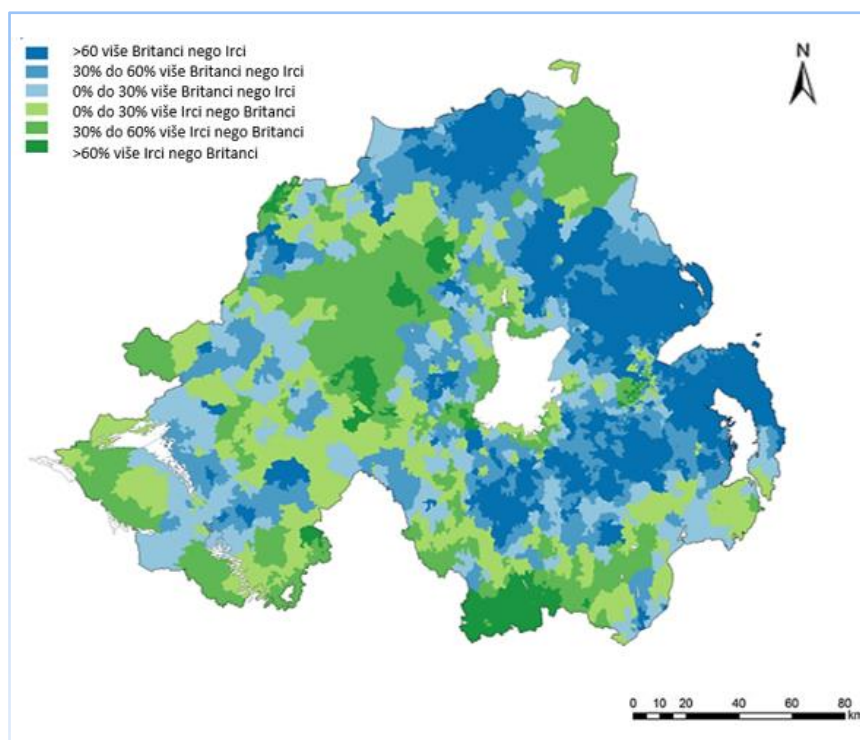 >60 više Britanci nego Irci
30% do 60% više Britanci nego Irci
0% do 30% više Britanci nego Irci
0% do 30% više Irci nego Britanci
30% do 60% više Irci nego Britanci
>60% više Irci nego Britanci
N
0 5 10 20 40 60 80
km